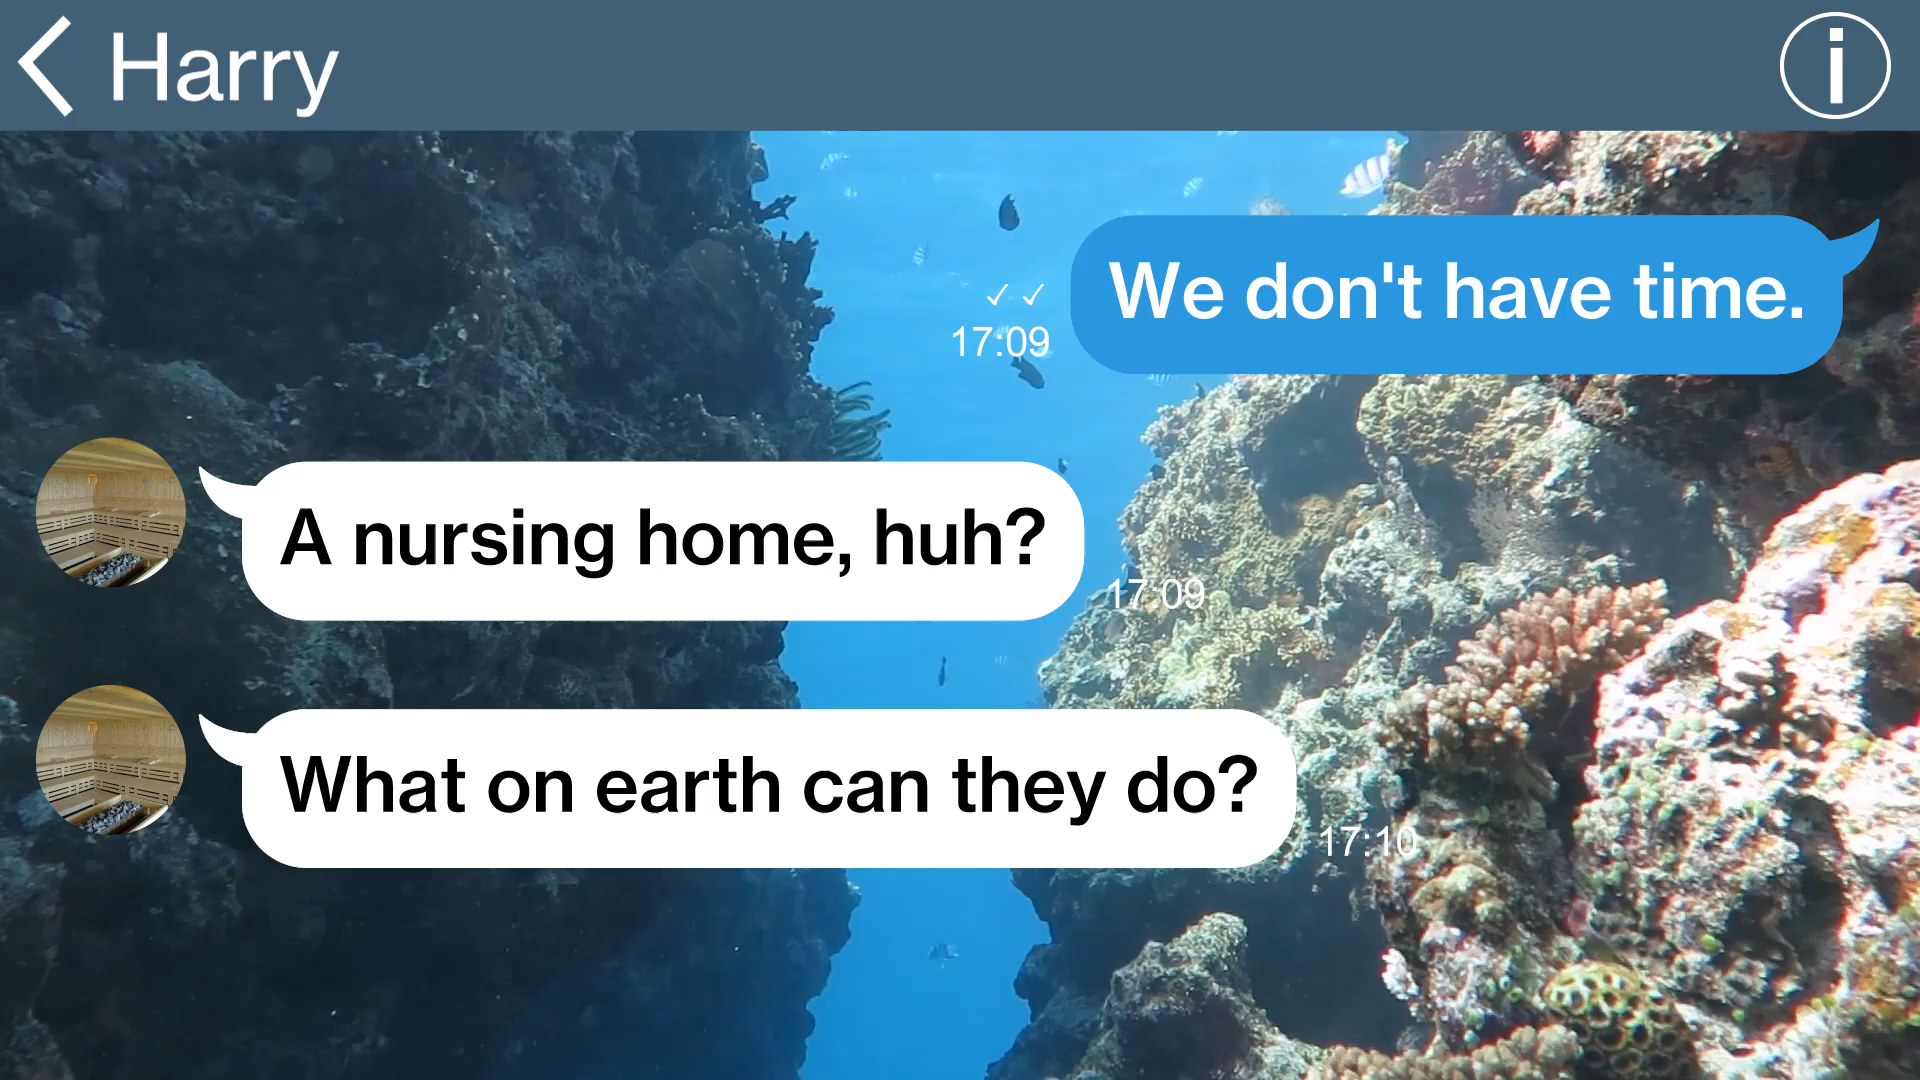 Harry
We don't have time.
✓ ✓
17:09
A nursing home, huh?
17:09
What on earth can they do?
17:10